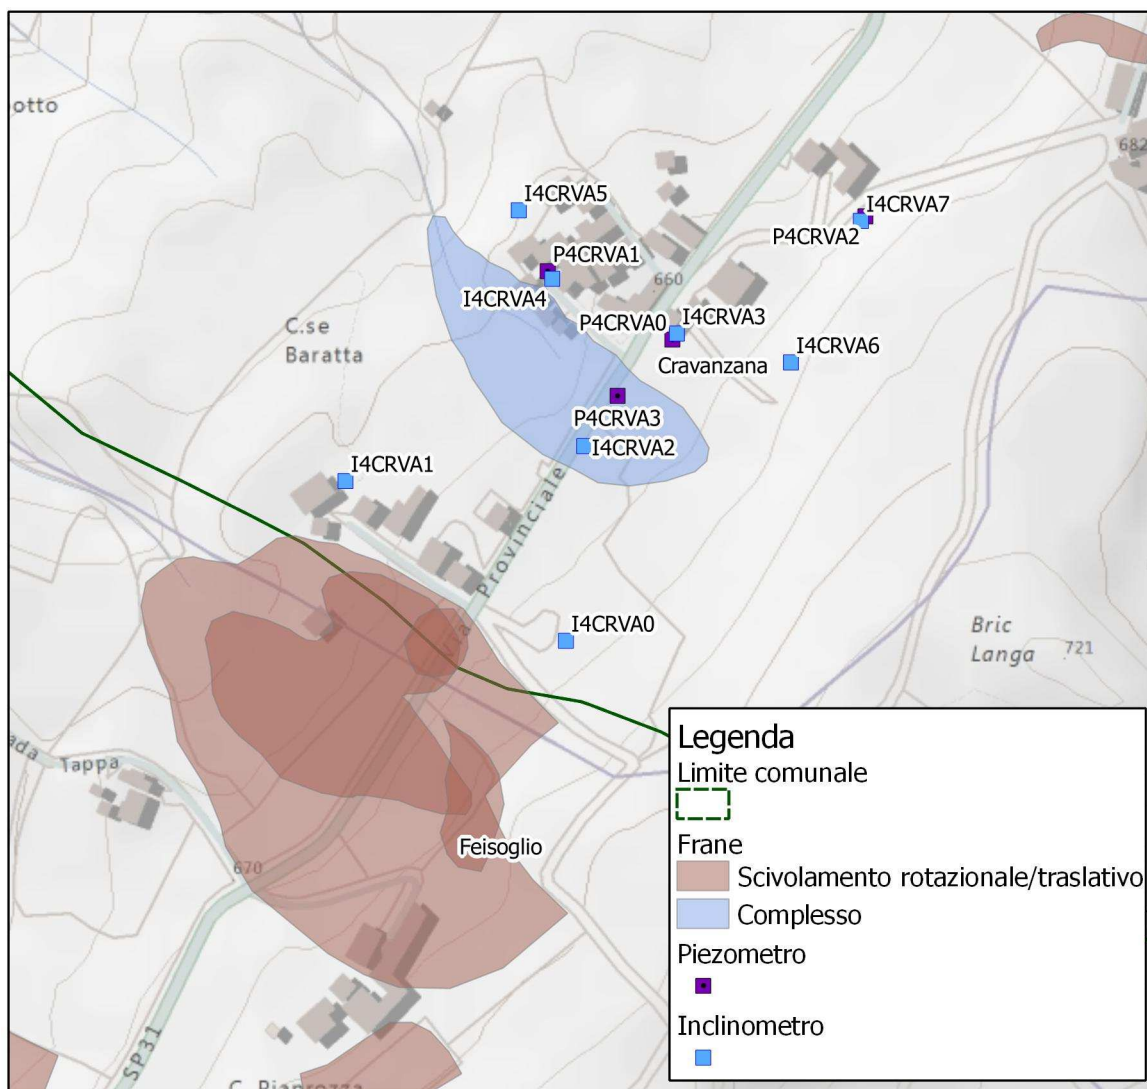 otto
682
I4CRVA5
I4CRVA7
P4CRVA2
P4CRVA1
I4CRVA4
660
P4CRVA0
I4CRVA3
C.se
Baratta
Cravanzana
I4CRVA6
P4CRVA3
I4CRVA2
I4CRVA1
Provinciale
I4CRVA0
Bric
Langa
721
ada Tappa
Feisoglio
670
SP31
Legenda
Limite comunale
Frane
Scivolamento rotazionale/traslativo
Complesso
Piezometro
Inclinometro